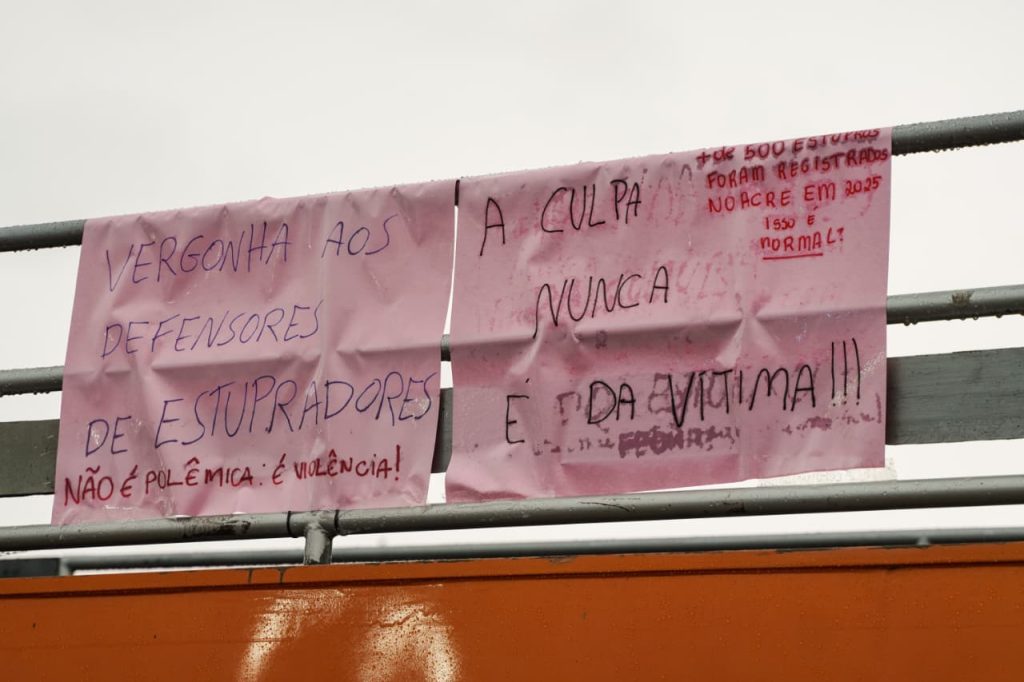 VERGONHA AOS
DEFENSORES
DE ESTUPRADORES
NÃO É POLÊMICA: É VIOLÊNCIA!
A CULPA
NUNCA
É DA VITIMA!!!
+ de 500 ESTUPROS
FORAM REGISTRADOS
NO ACRE EM 2025
ISSO É
NORMAL?